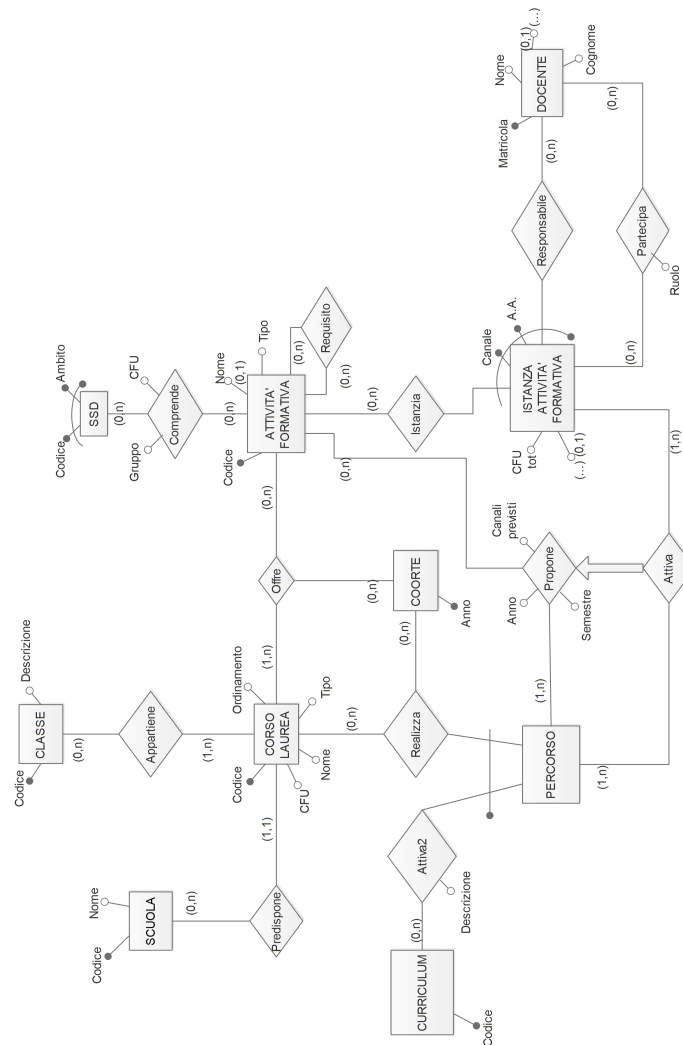 Codice
Nome
SCUOLA
(0,n)
Predispone
(1,1)
Codice
Descrizione
CLASSE
(0,n)
Appartiene
(1,n)
Codice
Ordinamento
CORSO
LAUREA
CFU
Nome
Tipo
(1,n)
Offre
(0,n)
(0,n)
COORTE
Anno
(0,n)
Realizza
(0,n)
Codice
Ambito
SSD
(0,n)
Gruppo
CFU
Comprende
(0,n)
Codice
Nome
(0,1)
Tipo
ATTIVITA'
FORMATIVA
(0,n)
Requisito
(0,n)
(0,n)
Istanzia
(0,n)
CURRICULUM
Codice
(0,n)
Attiva2
Descrizione
PERCORSO
(1,n)
Anno
Propone
Canali
previsti
Semestre
(1,n)
Attiva
(1,n)
Canale
A.A.
ISTANZA
ATTIVITA'
FORMATIVA
CFU
tot
(...) (0,1)
Responsabile
(0,n)
(0,n)
Partecipa
Ruolo
(0,n)
Matricola
Nome
(0,1)
(...)
DOCENTE
Cognome